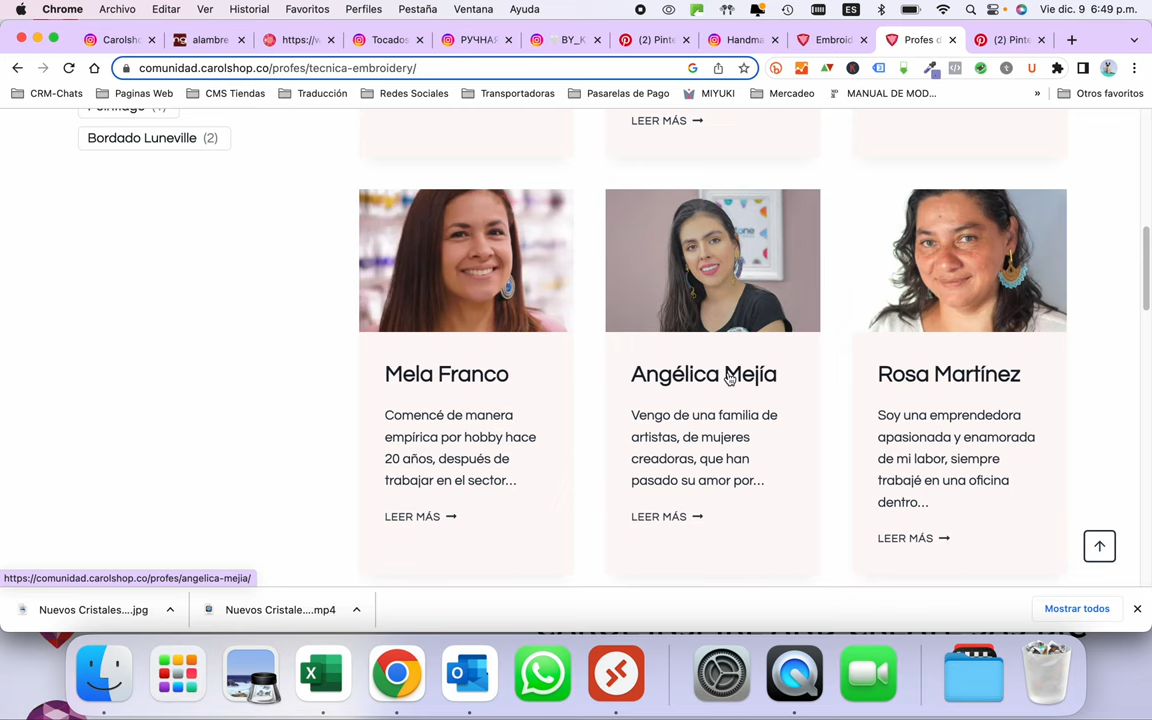 Chrome Archivo Editar Ver Historial Favoritos Perfiles Pestaña Ventana Ayuda ES Vie dic. 9 6:49 p.m.
Carolsh alambre https://w Tocados РУЧНАЯ BY_K (2) Pinte Handma Embroid Profes d (2) Pinte
comunidad.carolshop.co/profes/tecnica-embroidery/
CRM-Chats Paginas Web CMS Tiendas Traducción Redes Sociales Transportadoras Pasarelas de Pago MIYUKI Mercadeo MANUAL DE MOD... » Otros favoritos
Bordado Luneville (2)
LEER MÁS
Mela Franco
Comencé de manera
empírica por hobby hace
20 años, después de
trabajar en el sector...
LEER MÁS
Angélica Mejía
Vengo de una familia de
artistas, de mujeres
creadoras, que han
pasado su amor por...
LEER MÁS
Rosa Martínez
Soy una emprendedora
apasionada y enamorada
de mi labor, siempre
trabajé en una oficina
dentro...
LEER MÁS
https://comunidad.carolshop.co/profes/angelica-mejia/
Nuevos Cristales....jpg Nuevos Cristale....mp4 Mostrar todos